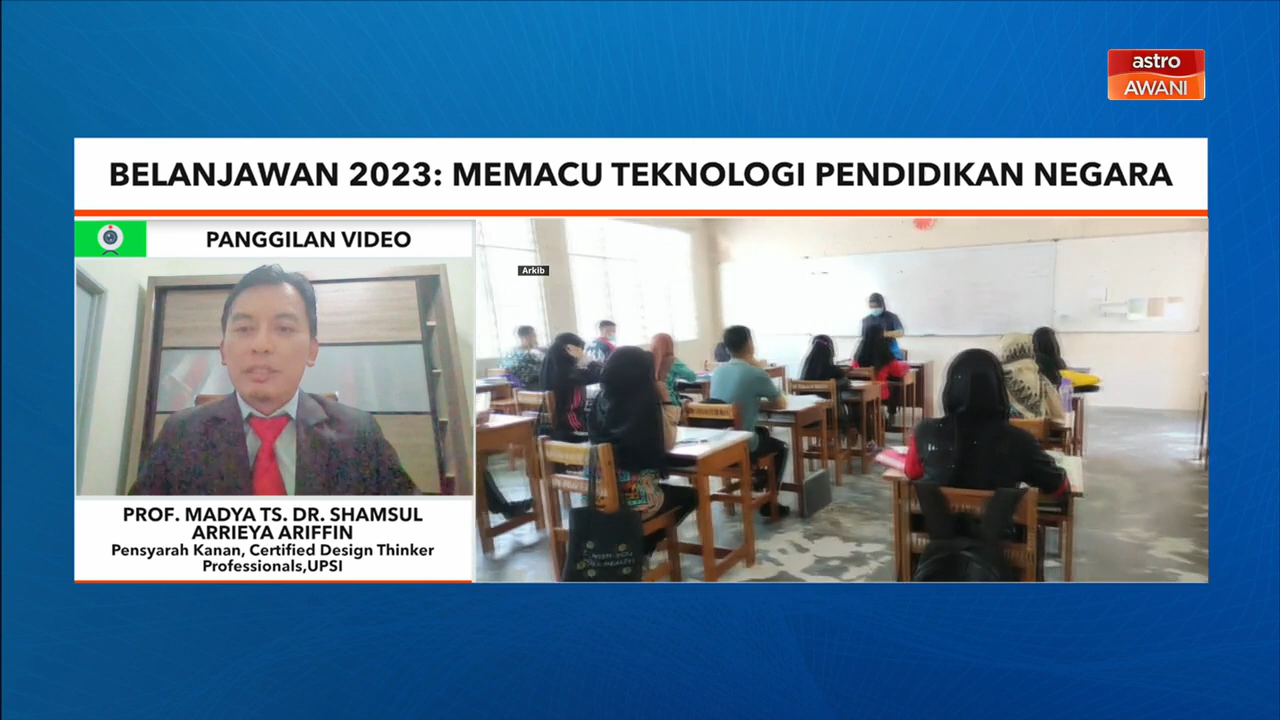 astro
AWANI
BELANJAWAN 2023: MEMACU TEKNOLOGI PENDIDIKAN NEGARA
PANGGILAN VIDEO
Arkib
PROF. MADYA TS. DR. SHAMSUL
ARRIEYA ARIFFIN
Pensyarah Kanan, Certified Design Thinker
Professionals,UPSI